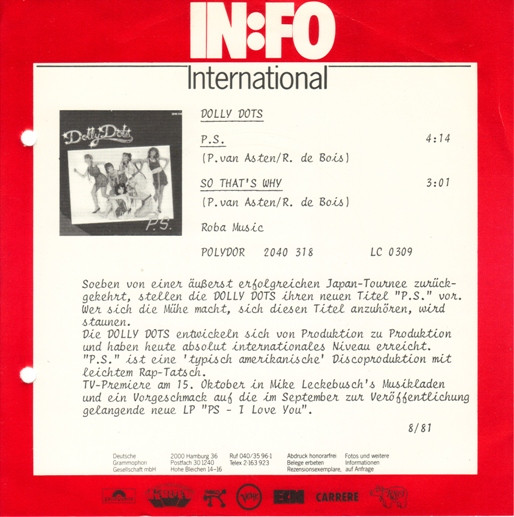 IN:FO
International
DOLLY DOTS
Dolly Dots
P.S.
P.S. 4:14
(P.van Asten/R. de Bois)
SO THAT'S WHY 3:01
(P.van Asten/R. de Bois)
Roba Music
POLYDOR 2040 318 LC 0309
Soeben von einer äußerst erfolgreichen Japan-Tournee zurück-
gekehrt, stellen die DOLLY DOTS ihren neuen Titel "P.S." vor.
Wer sich die Mühe macht, sich diesen Titel anzuhören, wird
staunen.
Die DOLLY DOTS entwickeln sich von Produktion zu Produktion
und haben heute absolut internationales Niveau erreicht.
"P.S." ist eine 'typisch amerikanische' Discoproduktion mit
leichtem Rap-Tatsch.
TV-Premiere am 15. Oktober in Mike Leckebusch's Musikladen
und ein Vorgeschmack auf die im September zur Veröffentlichung
gelangende neue LP "PS - I Love You".
8/81
Deutsche 2000 Hamburg 36 Ruf 040/35 96 1 Abdruck honorarfrei. Fotos und weitere
Grammophon Postfach 30 1240 Telex 2-163 923 Belege erbeten Informationen
Gesellschaft mbH Hohe Bleichen 14-16 Rezensionsexemplare, auf Anfrage
polydor verve ECM CARRERE